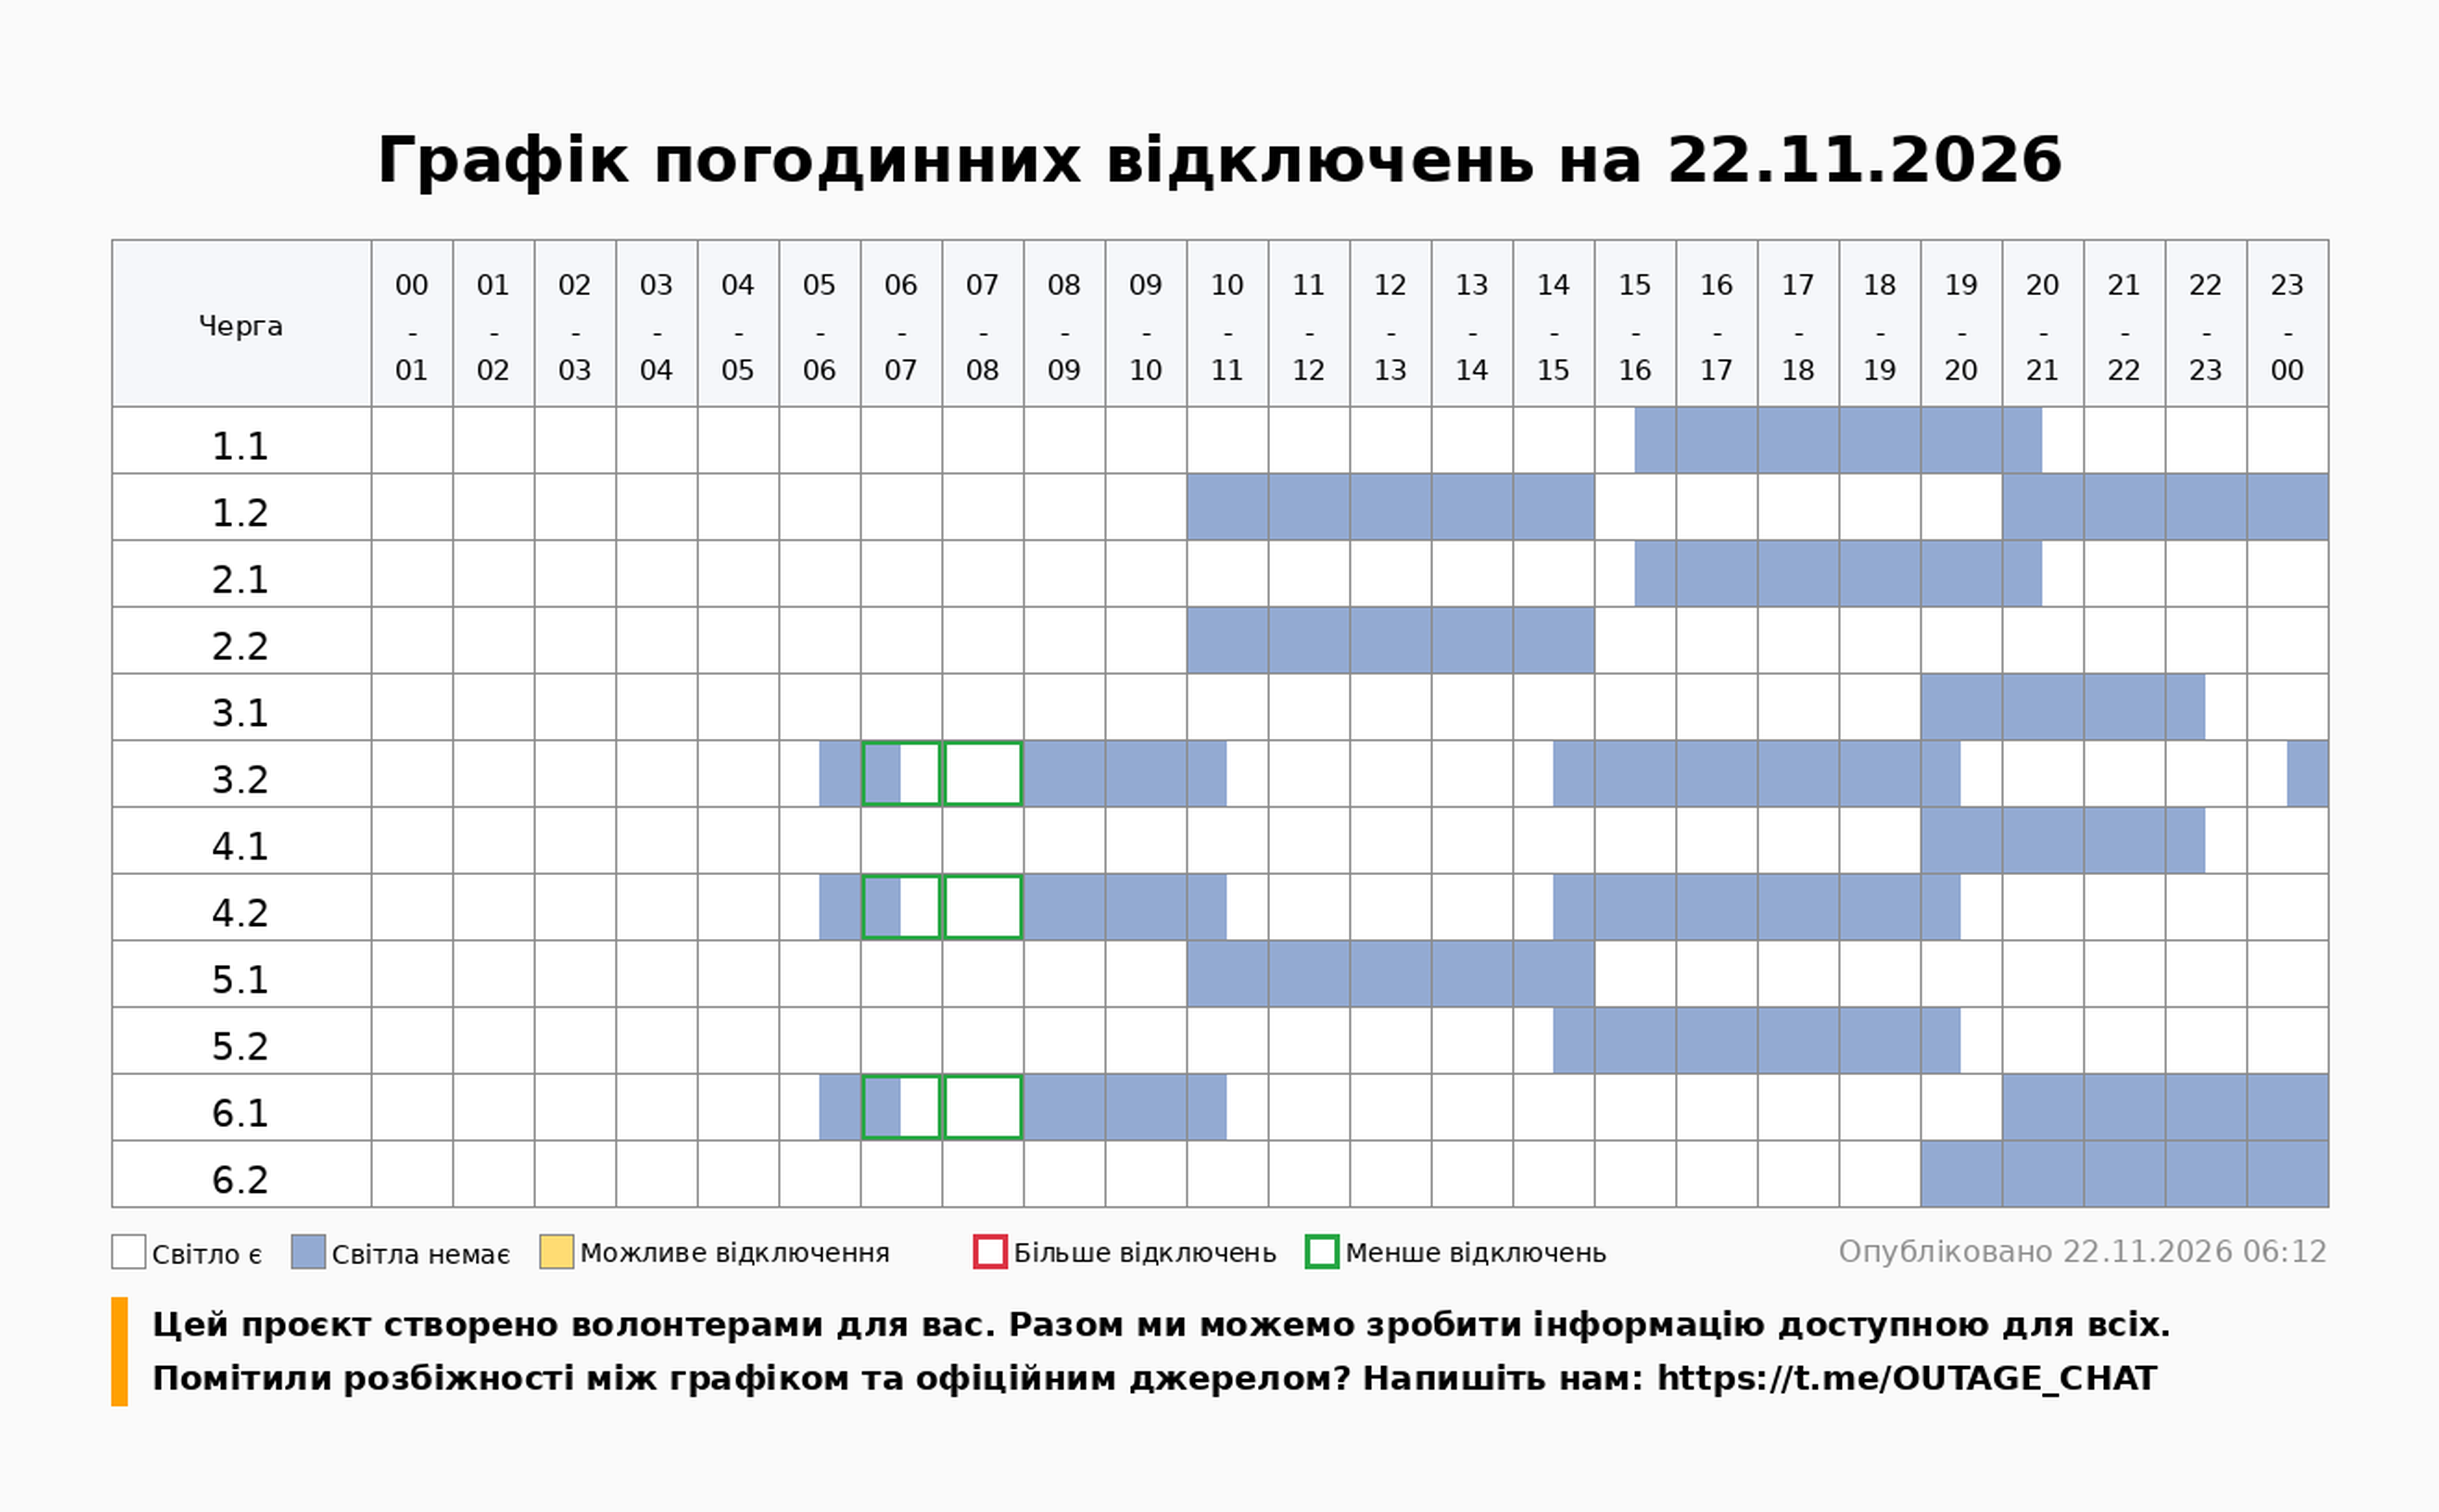 Графік погодинних відключень на 22.11.2026
Черга
00 - 01
01 - 02
02 - 03
03 - 04
04 - 05
05 - 06
06 - 07
07 - 08
08 - 09
09 - 10
10 - 11
11 - 12
12 - 13
13 - 14
14 - 15
15 - 16
16 - 17
17 - 18
18 - 19
19 - 20
20 - 21
21 - 22
22 - 23
23 - 00
1.1
1.2
2.1
2.2
3.1
3.2
4.1
4.2
5.1
5.2
6.1
6.2
Світло є
Світла немає
Можливе відключення
Більше відключень
Менше відключень
Опубліковано 22.11.2026 06:12
Цей проєкт створено волонтерами для вас. Разом ми можемо зробити інформацію доступною для всіх.
Помітили розбіжності між графіком та офіційним джерелом? Напишіть нам: https://t.me/OUTAGE_CHAT